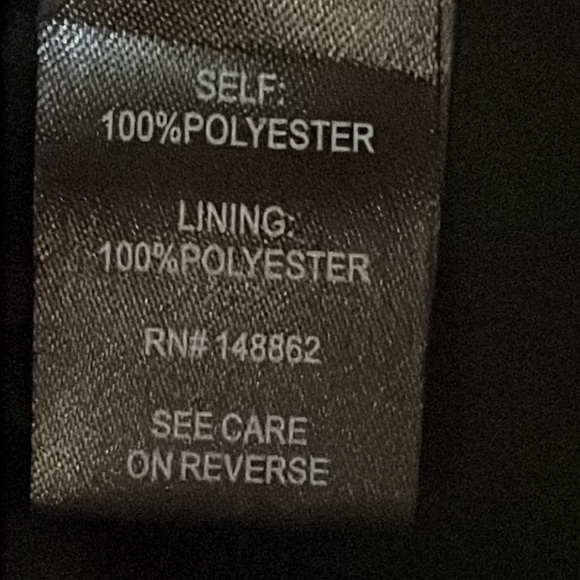 SELF:
100%POLYESTER
LINING:
100%POLYESTER
RN# 148862
SEE CARE
ON REVERSE